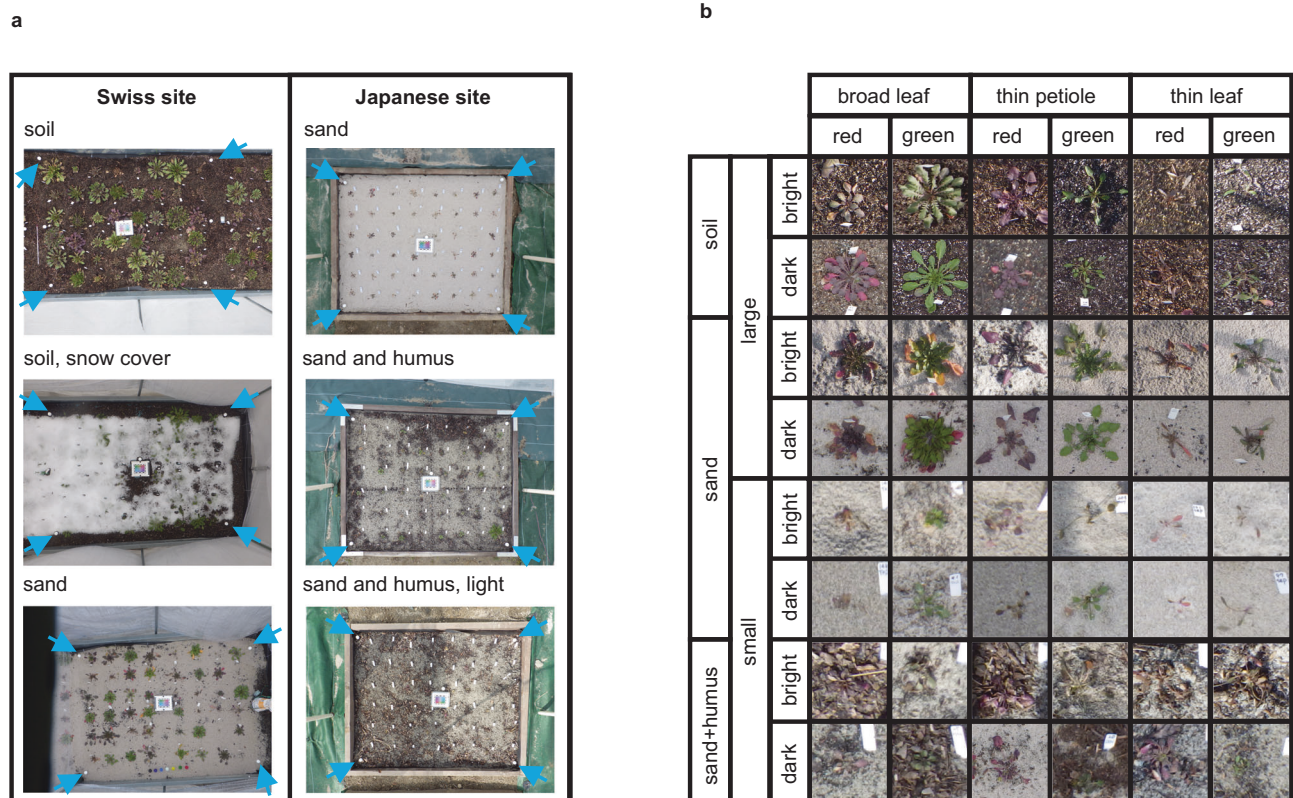 a
b
Swiss site
Japanese site
soil
sand
soil, snow cover
sand and humus
sand
sand and humus, light
broad leaf
thin petiole
thin leaf
red
green
red
green
red
green
soil
sand
sand+humus
large
small
bright
dark
bright
dark
bright
dark
bright
dark